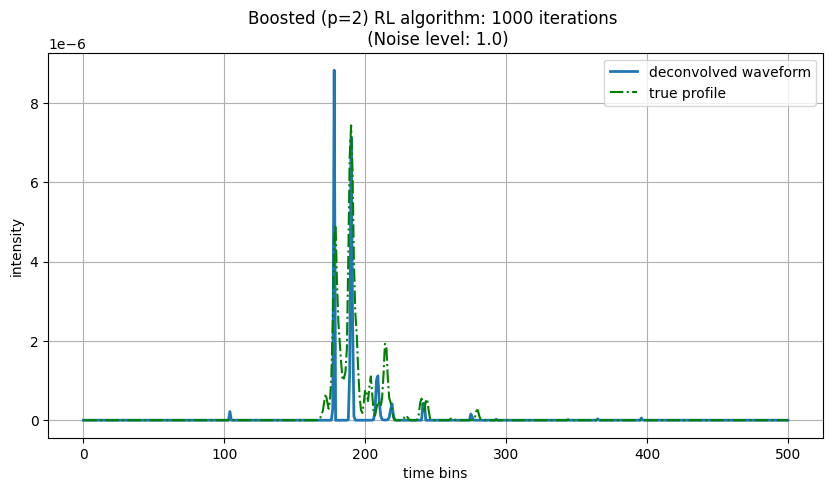 Boosted (p=2) RL algorithm: 1000 iterations
(Noise level: 1.0)
1e−6
deconvolved waveform
true profile
8
6
4
2
0
intensity
0 100 200 300 400 500
time bins